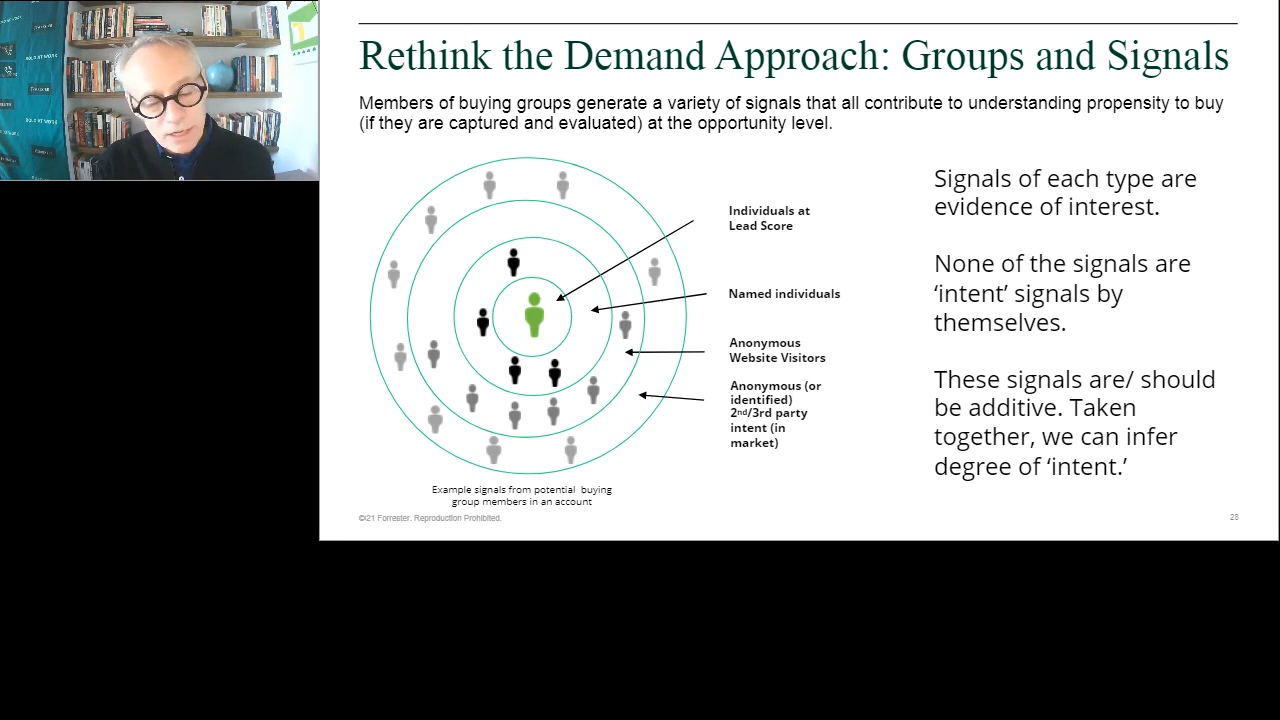 Rethink the Demand Approach: Groups and Signals
Members of buying groups generate a variety of signals that all contribute to understanding propensity to buy
(if they are captured and evaluated) at the opportunity level.
Individuals at
Lead Score
Named individuals
Anonymous
Website Visitors
Anonymous (or
identified)
2nd/3rd party
intent (in
market)
Example signals from potential buying
group members in an account
Signals of each type are
evidence of interest.
None of the signals are
‘intent’ signals by
themselves.
These signals are/ should
be additive. Taken
together, we can infer
degree of ‘intent.’
©21 Forrester. Reproduction Prohibited.
28